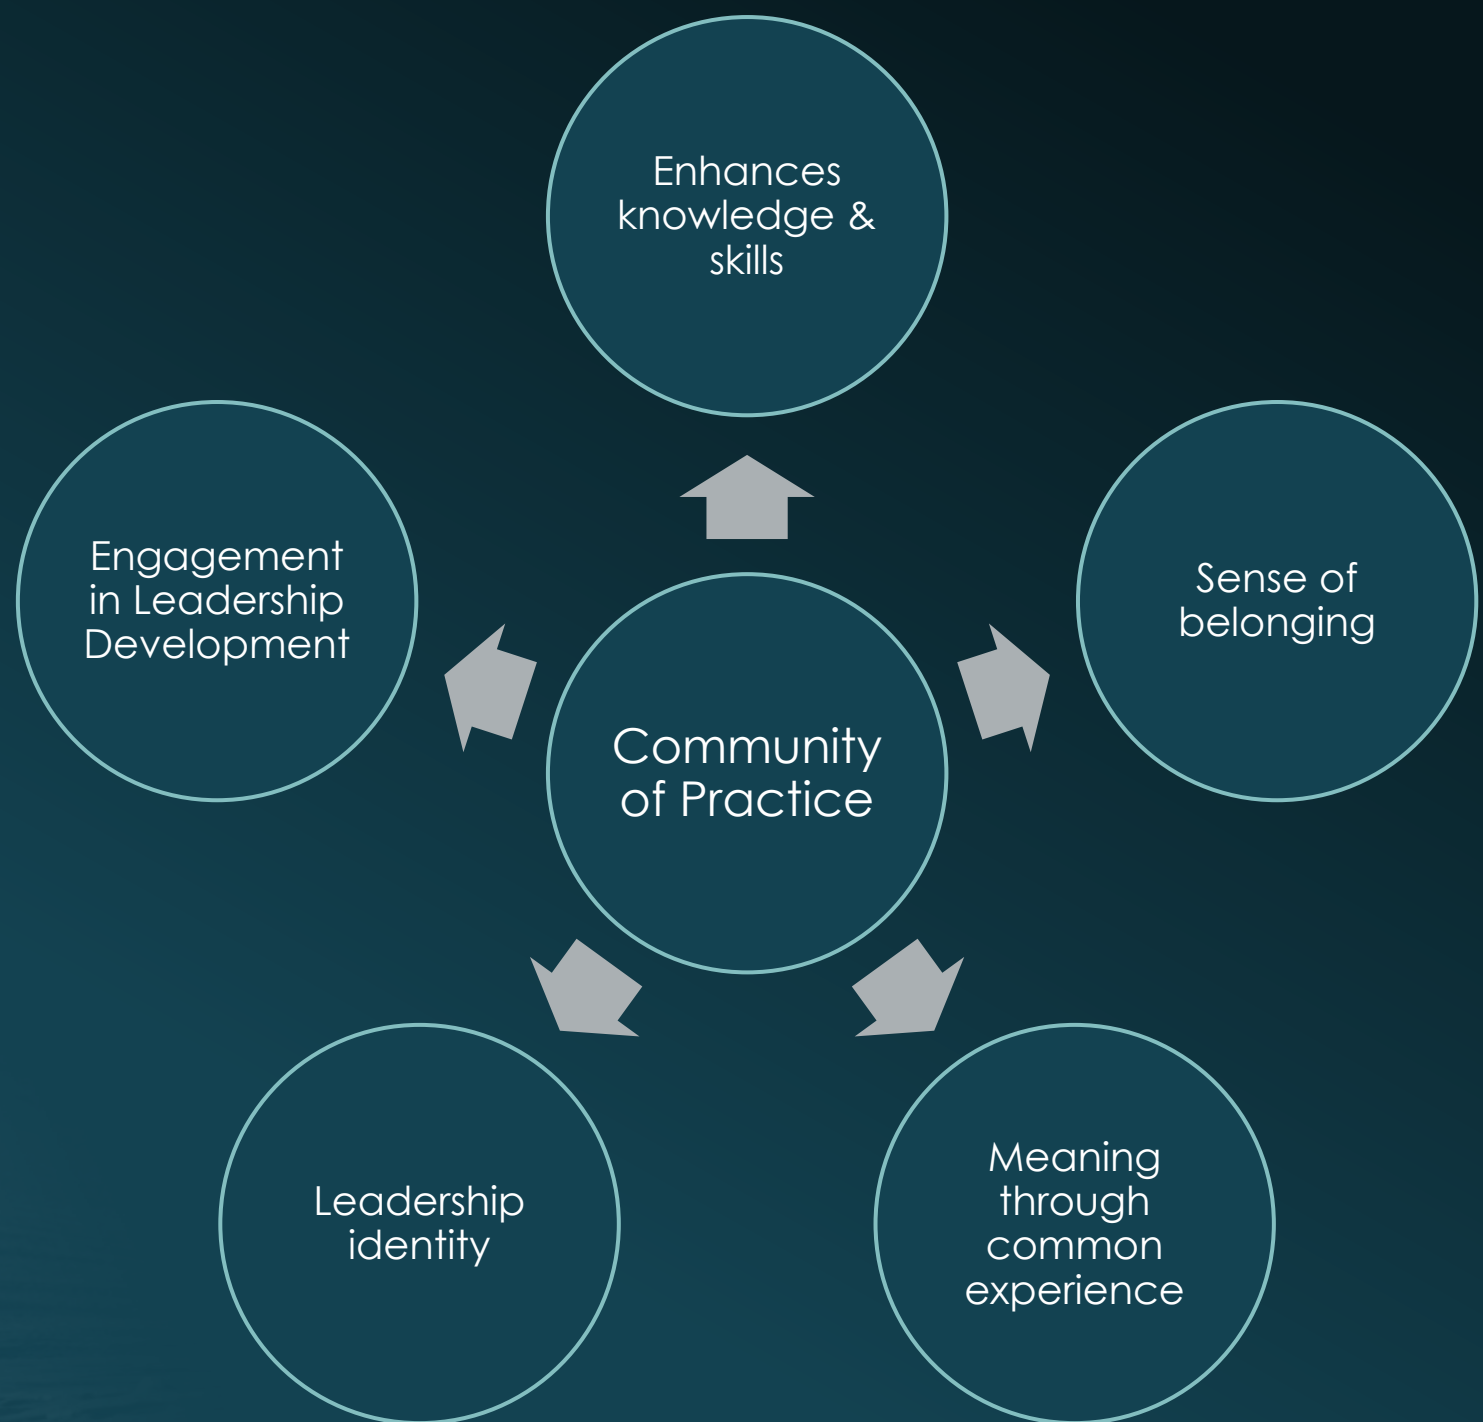 Enhances
knowledge &
skills
Engagement
in Leadership
Development
Sense of
belonging
Community
of Practice
Leadership
identity
Meaning
through
common
experience